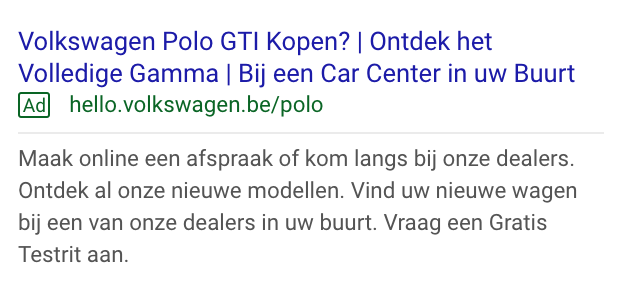 Volkswagen Polo GTI Kopen? | Ontdek het
Volledige Gamma | Bij een Car Center in uw Buurt
Ad hello.volkswagen.be/polo
Maak online een afspraak of kom langs bij onze dealers.
Ontdek al onze nieuwe modellen. Vind uw nieuwe wagen
bij een van onze dealers in uw buurt. Vraag een Gratis
Testrit aan.